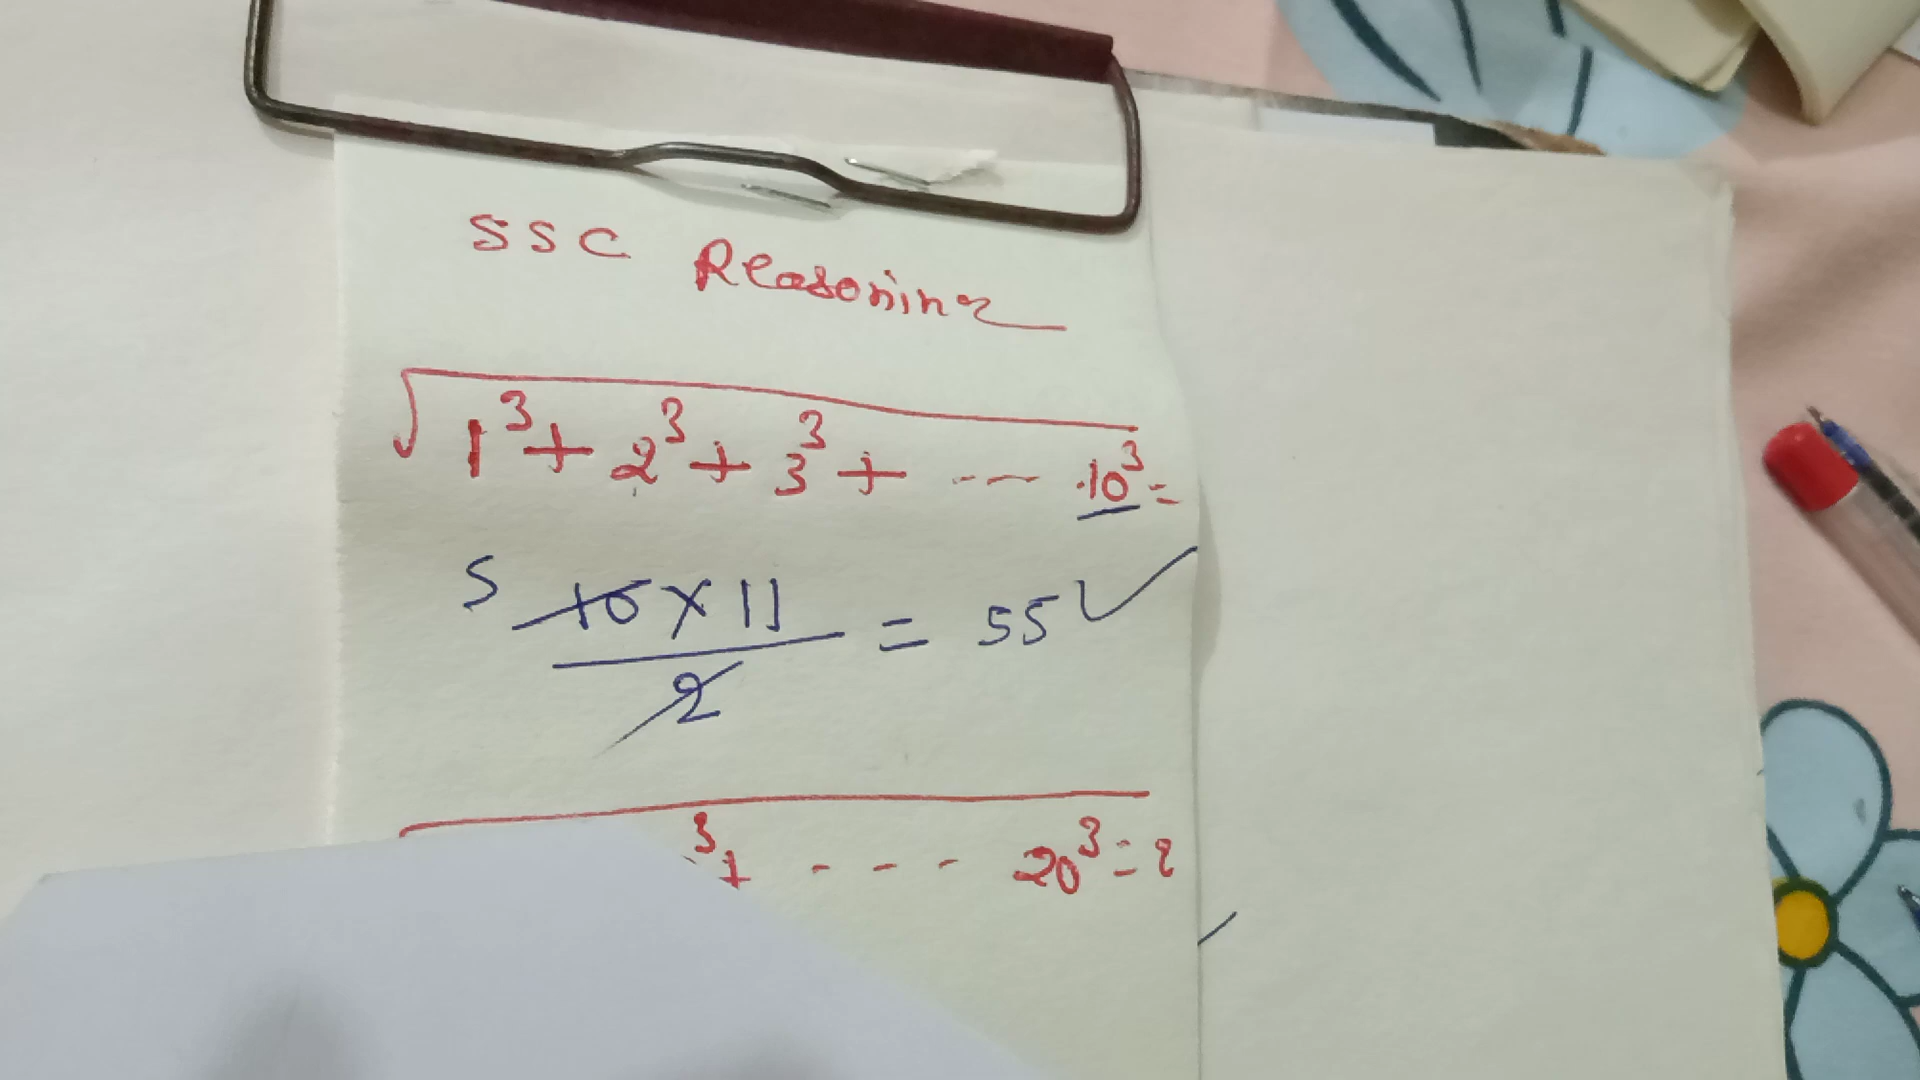 SSC Reasoning
√1³+2³+3³+ ---- 10³=
5 10×11
/2 = 55 ✓
³+ - - - - 20³=?